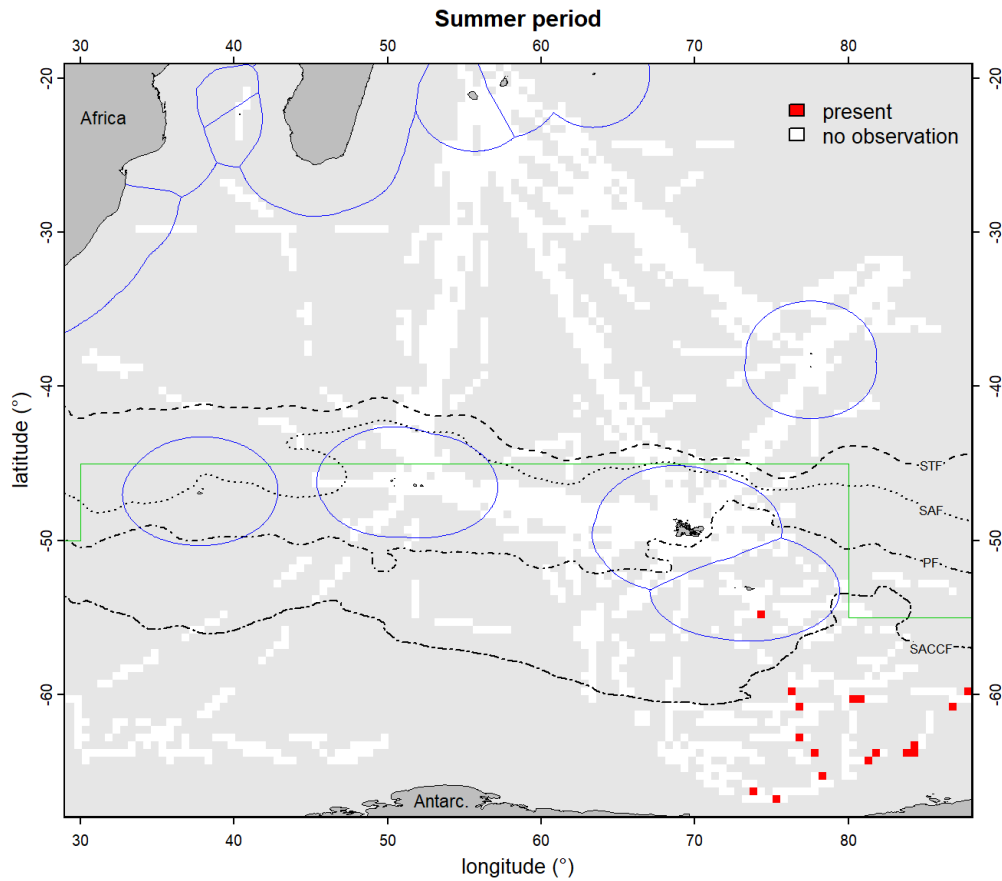 Summer period
30 40 50 60 70 80
-20 -20
Africa
present
no observation
-30 -30
-40 -40
latitude (°)
STF
SAF
-50 -50
PF
SACCF
-60 -60
Antarc.
30 40 50 60 70 80
longitude (°)